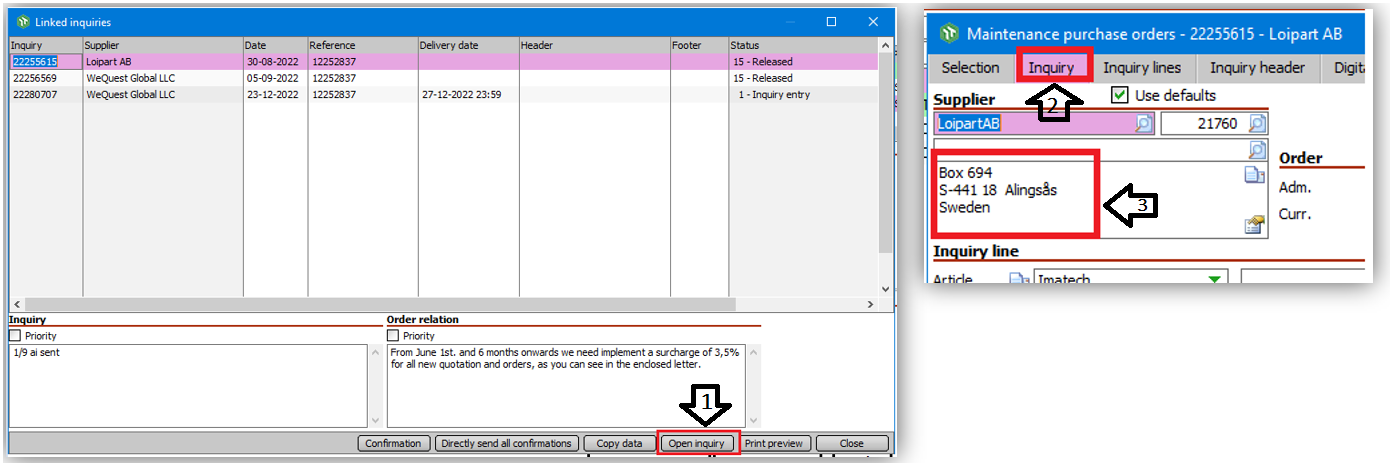 Linked inquiries
Inquiry Supplier Date Reference Delivery date Header Footer Status
22255615 Loipart AB 30-08-2022 12252837 15 - Released
22256569 WeQuest Global LLC 05-09-2022 12252837 15 - Released
22280707 WeQuest Global LLC 23-12-2022 12252837 27-12-2022 23:59 1 - Inquiry entry
Inquiry Order relation
Priority Priority
1/9 ai sent
From June 1st. and 6 months onwards we need implement a surcharge of 3,5%
for all new quotation and orders, as you can see in the enclosed letter.
1
Confirmation Directly send all confirmations Copy data Open inquiry Print preview Close
Maintenance purchase orders - 22255615 - Loipart AB
Selection Inquiry Inquiry lines Inquiry header Digita
Supplier 2 Use defaults
LoipartAB 21760
Box 694
S-441 18 Alingsås
Sweden
3
Order
Adm.
Curr.
Inquiry line
Article Imatech